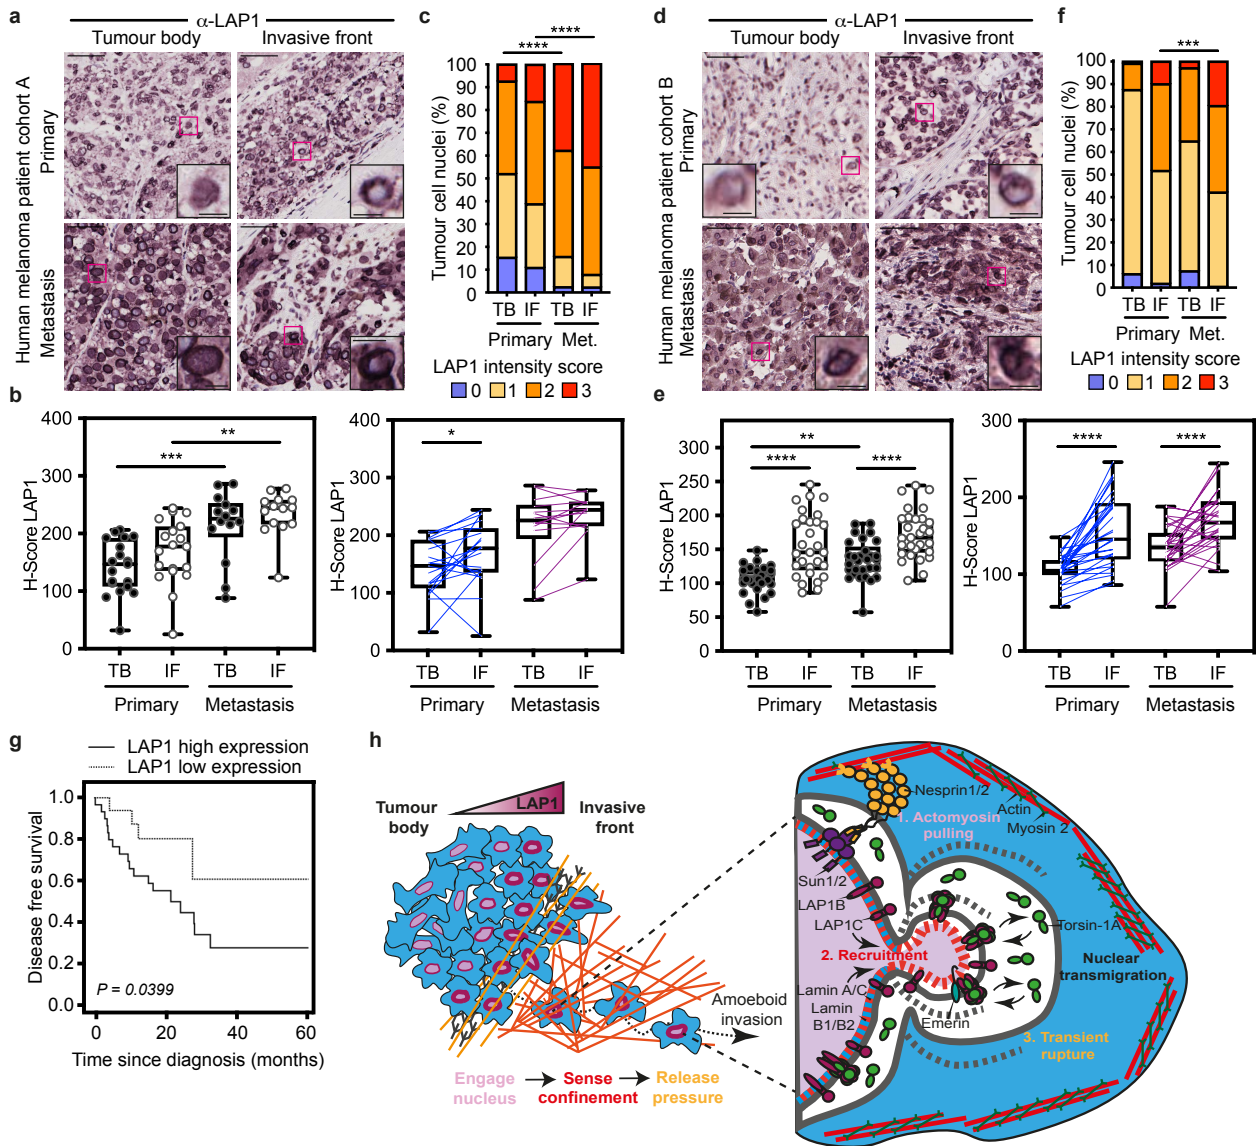 a
α-LAP1
Tumour body
Invasive front
Human melanoma patient cohort A
Primary
Metastasis
c
****
****
Tumour cell nuclei (%)
100
90
80
70
60
50
40
30
20
10
0
TB
IF
TB
IF
Primary
Met.
LAP1 intensity score
0
1
2
3
d
α-LAP1
Tumour body
Invasive front
Human melanoma patient cohort B
Primary
Metastasis
f
***
Tumour cell nuclei (%)
100
90
80
70
60
50
40
30
20
10
0
TB
IF
TB
IF
Primary
Met.
LAP1 intensity score
0
1
2
3
b
H-Score LAP1
400
300
200
100
0
**
***
TB
IF
TB
IF
Primary
Metastasis
H-Score LAP1
400
300
200
100
0
*
TB
IF
TB
IF
Primary
Metastasis
e
H-Score LAP1
300
250
200
150
100
50
0
**
****
****
TB
IF
TB
IF
Primary
Metastasis
H-Score LAP1
300
200
100
0
****
****
TB
IF
TB
IF
Primary
Metastasis
g
LAP1 high expression
LAP1 low expression
Disease free survival
1.0
0.8
0.6
0.4
0.2
0.0
P = 0.0399
0
20
40
60
Time since diagnosis (months)
h
Tumour body
LAP1
Invasive front
Amoeboid invasion
Engage nucleus
Sense confinement
Release pressure
Nesprin1/2
Actin
Myosin 2
1. Actomyosin pulling
Sun1/2
LAP1B
LAP1C
Torsin-1A
2. Recruitment
Nuclear transmigration
Lamin A/C
Lamin B1/B2
Emerin
3. Transient rupture